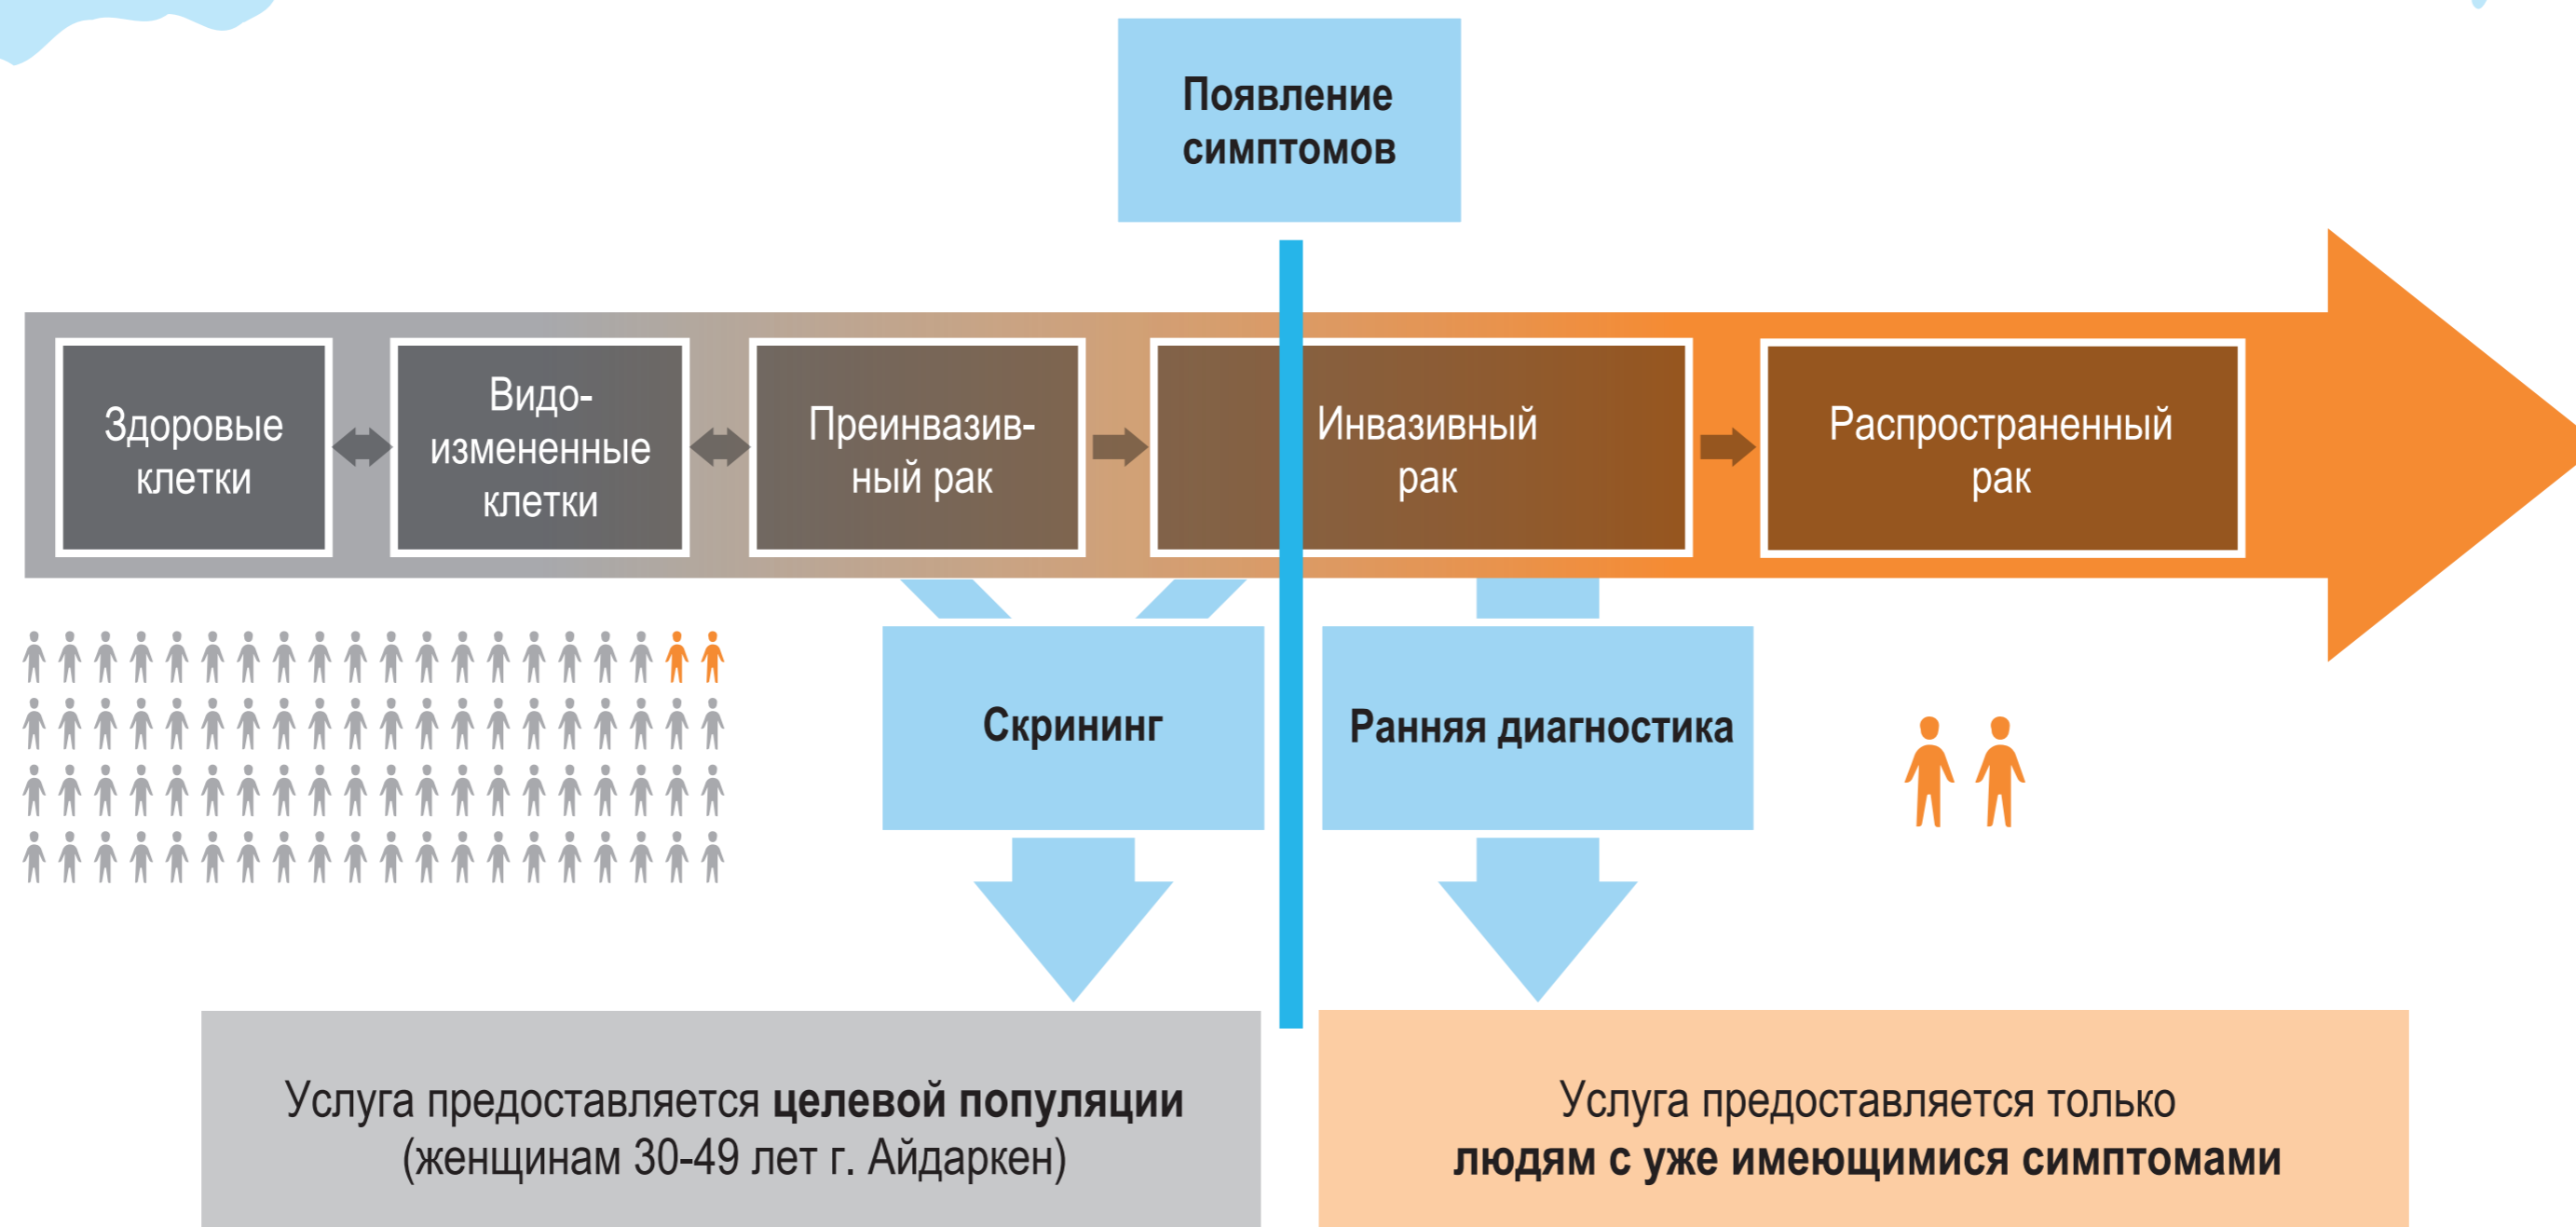 Появление
симптомов
Здоровые
клетки
Видо-
измененные
клетки
Преинвазив-
ный рак
Инвазивный
рак
Распространенный
рак
Скрининг
Ранняя диагностика
Услуга предоставляется целевой популяции
(женщинам 30-49 лет г. Айдаркен)
Услуга предоставляется только
людям с уже имеющимися симптомами